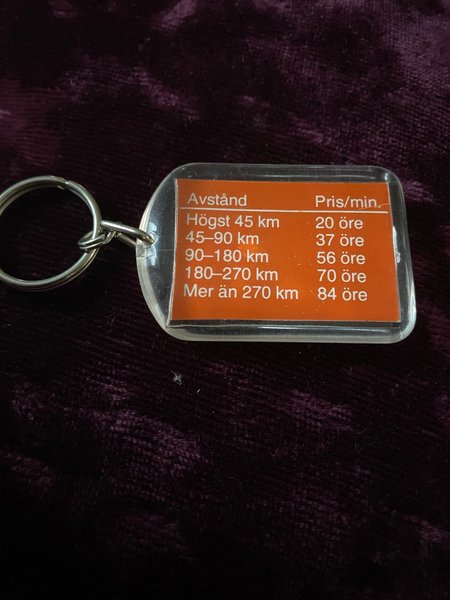 Avstånd Pris/min.
Högst 45 km 20 öre
45–90 km 37 öre
90–180 km 56 öre
180–270 km 70 öre
Mer än 270 km 84 öre